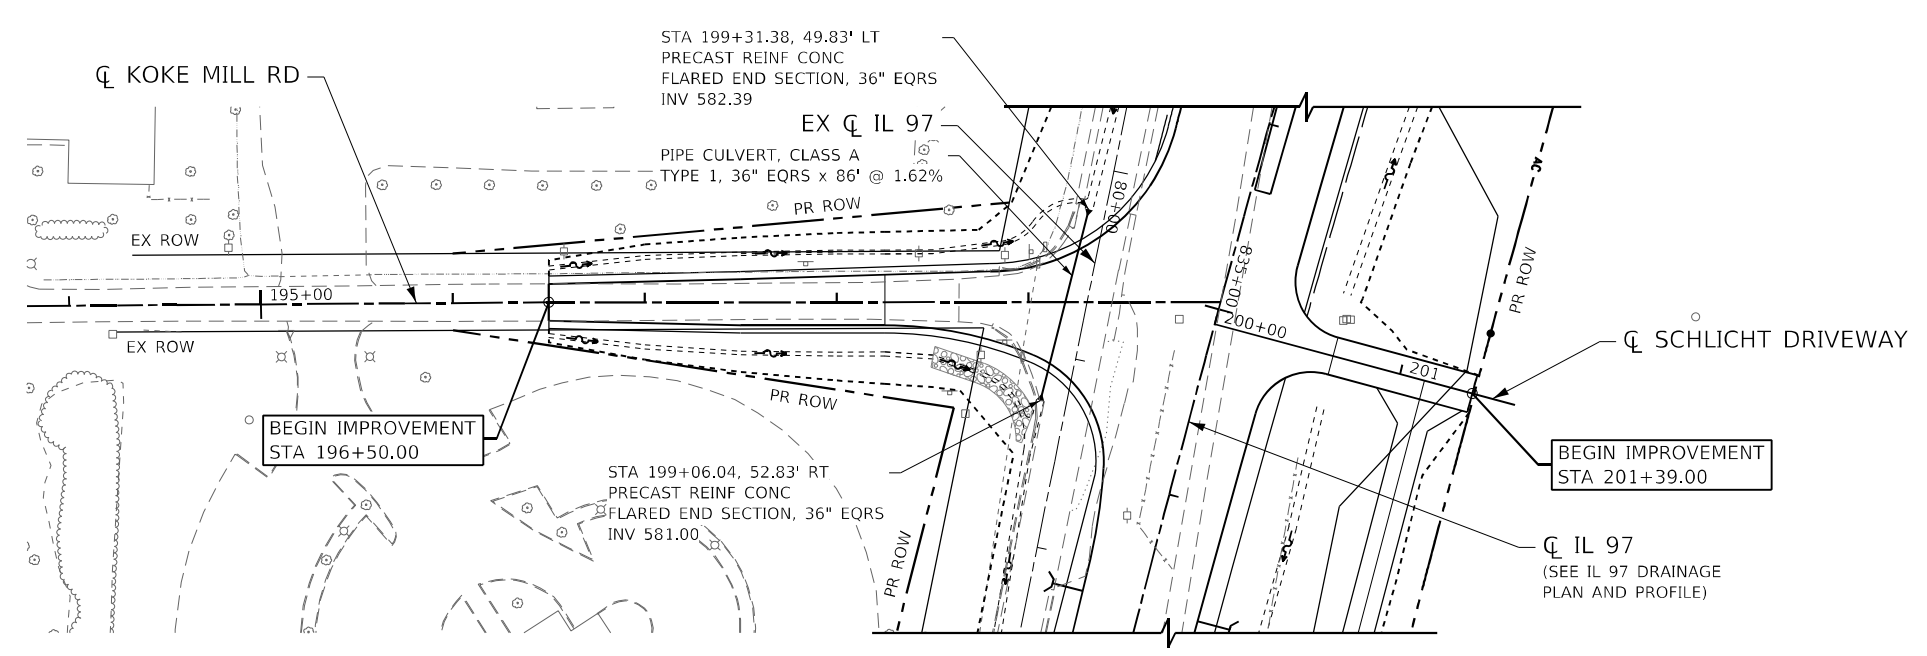 STA 199+31.38, 49.83' LT
PRECAST REINF CONC
FLARED END SECTION, 36" EQRS
INV 582.39
℄ KOKE MILL RD
EX ℄ IL 97
PIPE CULVERT, CLASS A
TYPE 1, 36" EQRS x 86' @ 1.62%
PR ROW
EX ROW
195+00
EX ROW
80+00
835+00
200+00
201
AC
PR ROW
℄ SCHLICHT DRIVEWAY
PR ROW
BEGIN IMPROVEMENT
STA 196+50.00
BEGIN IMPROVEMENT
STA 201+39.00
STA 199+06.04, 52.83' RT
PRECAST REINF CONC
FLARED END SECTION, 36" EQRS
INV 581.00
PR ROW
℄ IL 97
(SEE IL 97 DRAINAGE
PLAN AND PROFILE)